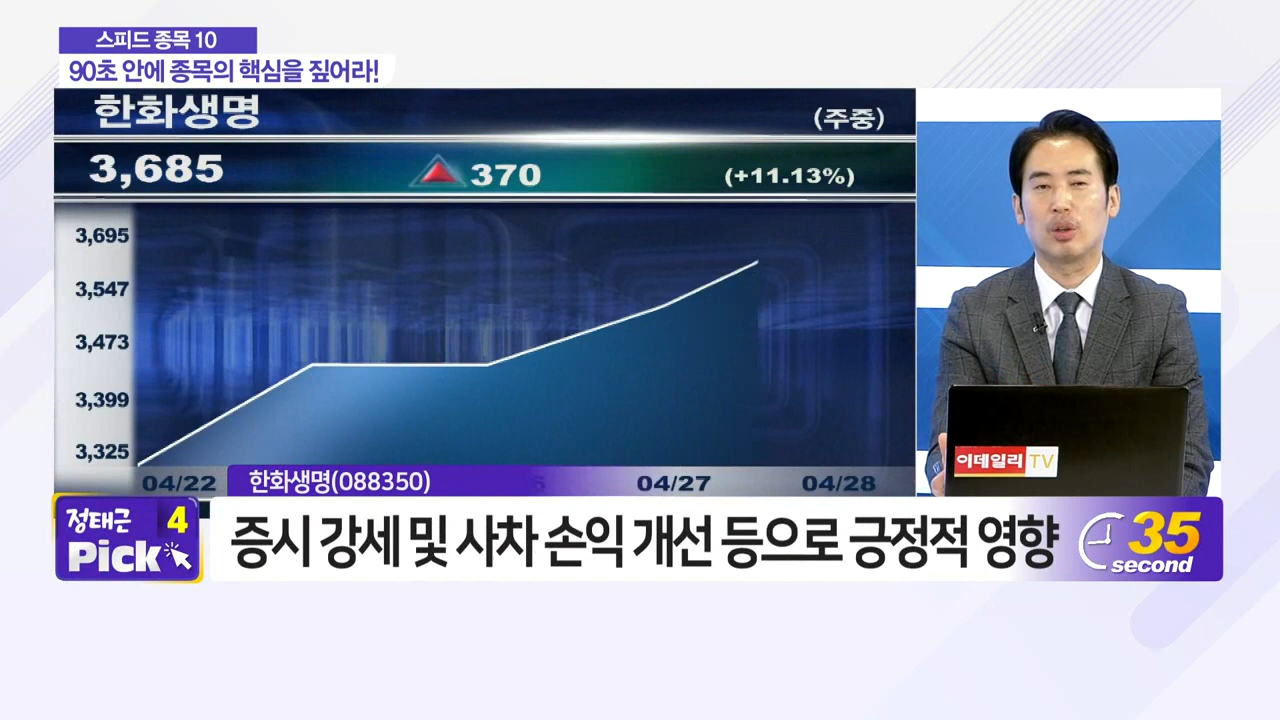 스피드 종목 10
90초 안에 종목의 핵심을 짚어라!
한화생명
(주중)
3,685
370
(+11.13%)
3,695
3,547
3,473
3,399
3,325
04/22
04/27
04/28
한화생명(088350)
이데일리 TV
정태근
Pick
4
증시 강세 및 사차 손익 개선 등으로 긍정적 영향
35
second